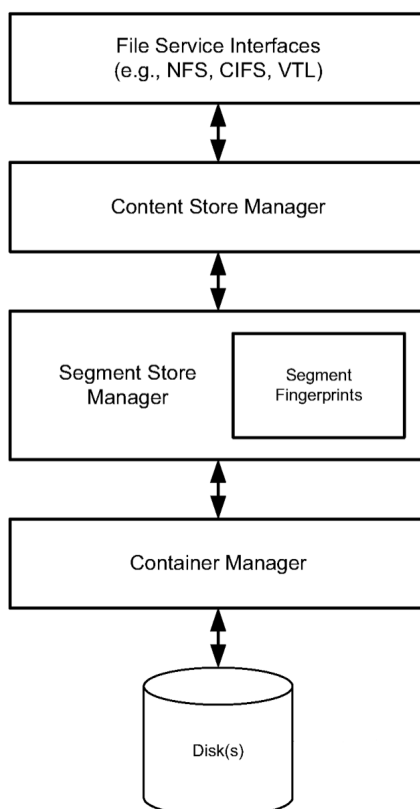 File Service Interfaces
(e.g., NFS, CIFS, VTL)
Content Store Manager
Segment Store
Manager
Segment
Fingerprints
Container Manager
Disk(s)